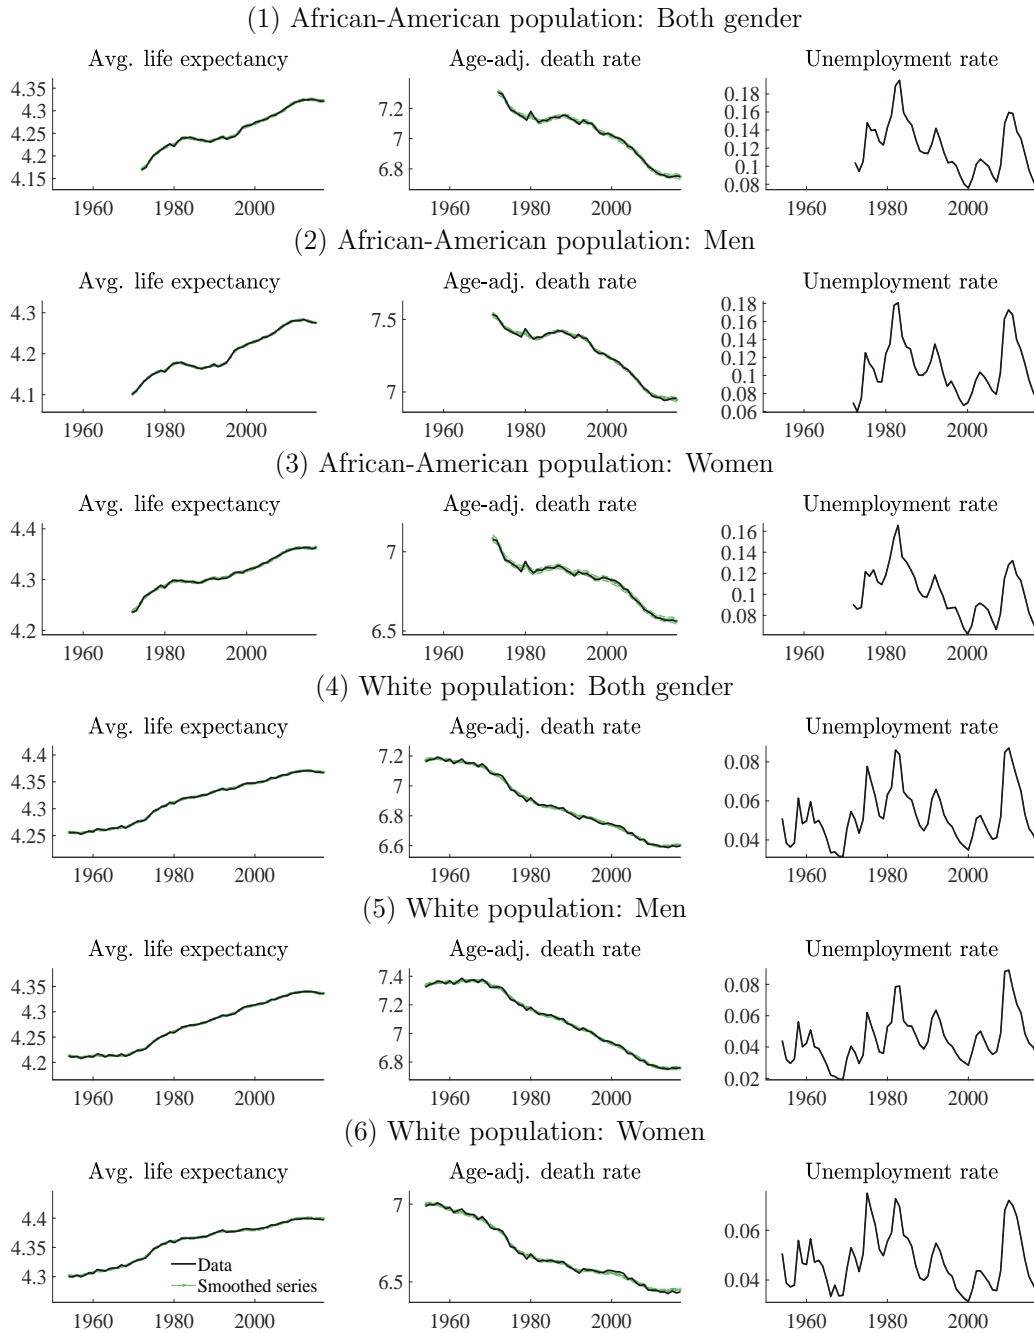 (1) African-American population: Both gender
Avg. life expectancy Age-adj. death rate Unemployment rate
4.35 4.3 4.25 4.2 4.15 7.2 7 6.8 0.18 0.16 0.14 0.12 0.1 0.08
1960 1980 2000 1960 1980 2000 1960 1980 2000
(2) African-American population: Men
Avg. life expectancy Age-adj. death rate Unemployment rate
4.3 4.2 4.1 7.5 7 0.18 0.16 0.14 0.12 0.1 0.08 0.06
1960 1980 2000 1960 1980 2000 1960 1980 2000
(3) African-American population: Women
Avg. life expectancy Age-adj. death rate Unemployment rate
4.4 4.3 4.2 7 6.5 0.16 0.14 0.12 0.1 0.08
1960 1980 2000 1960 1980 2000 1960 1980 2000
(4) White population: Both gender
Avg. life expectancy Age-adj. death rate Unemployment rate
4.4 4.35 4.3 4.25 7.2 7 6.8 6.6 0.08 0.06 0.04
1960 1980 2000 1960 1980 2000 1960 1980 2000
(5) White population: Men
Avg. life expectancy Age-adj. death rate Unemployment rate
4.35 4.3 4.25 4.2 7.4 7.2 7 6.8 0.08 0.06 0.04 0.02
1960 1980 2000 1960 1980 2000 1960 1980 2000
(6) White population: Women
Avg. life expectancy Age-adj. death rate Unemployment rate
4.4 4.35 4.3 7 6.5 0.06 0.04
Data
Smoothed series
1960 1980 2000 1960 1980 2000 1960 1980 2000